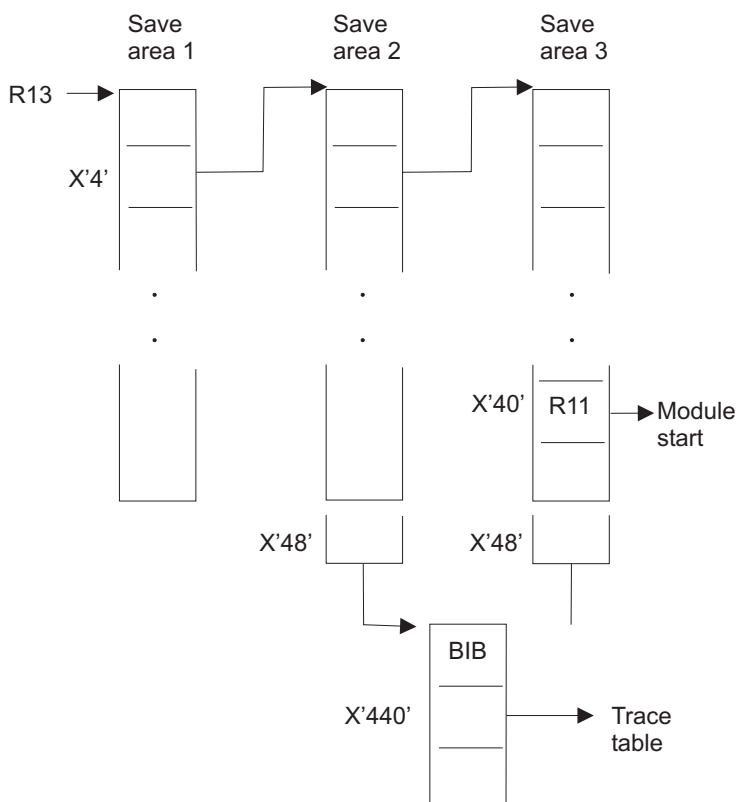 Save
area 1
Save
area 2
Save
area 3
R13
X'4'
X'40'
R11
Module
start
X'48'
X'48'
BIB
X'440'
Trace
table